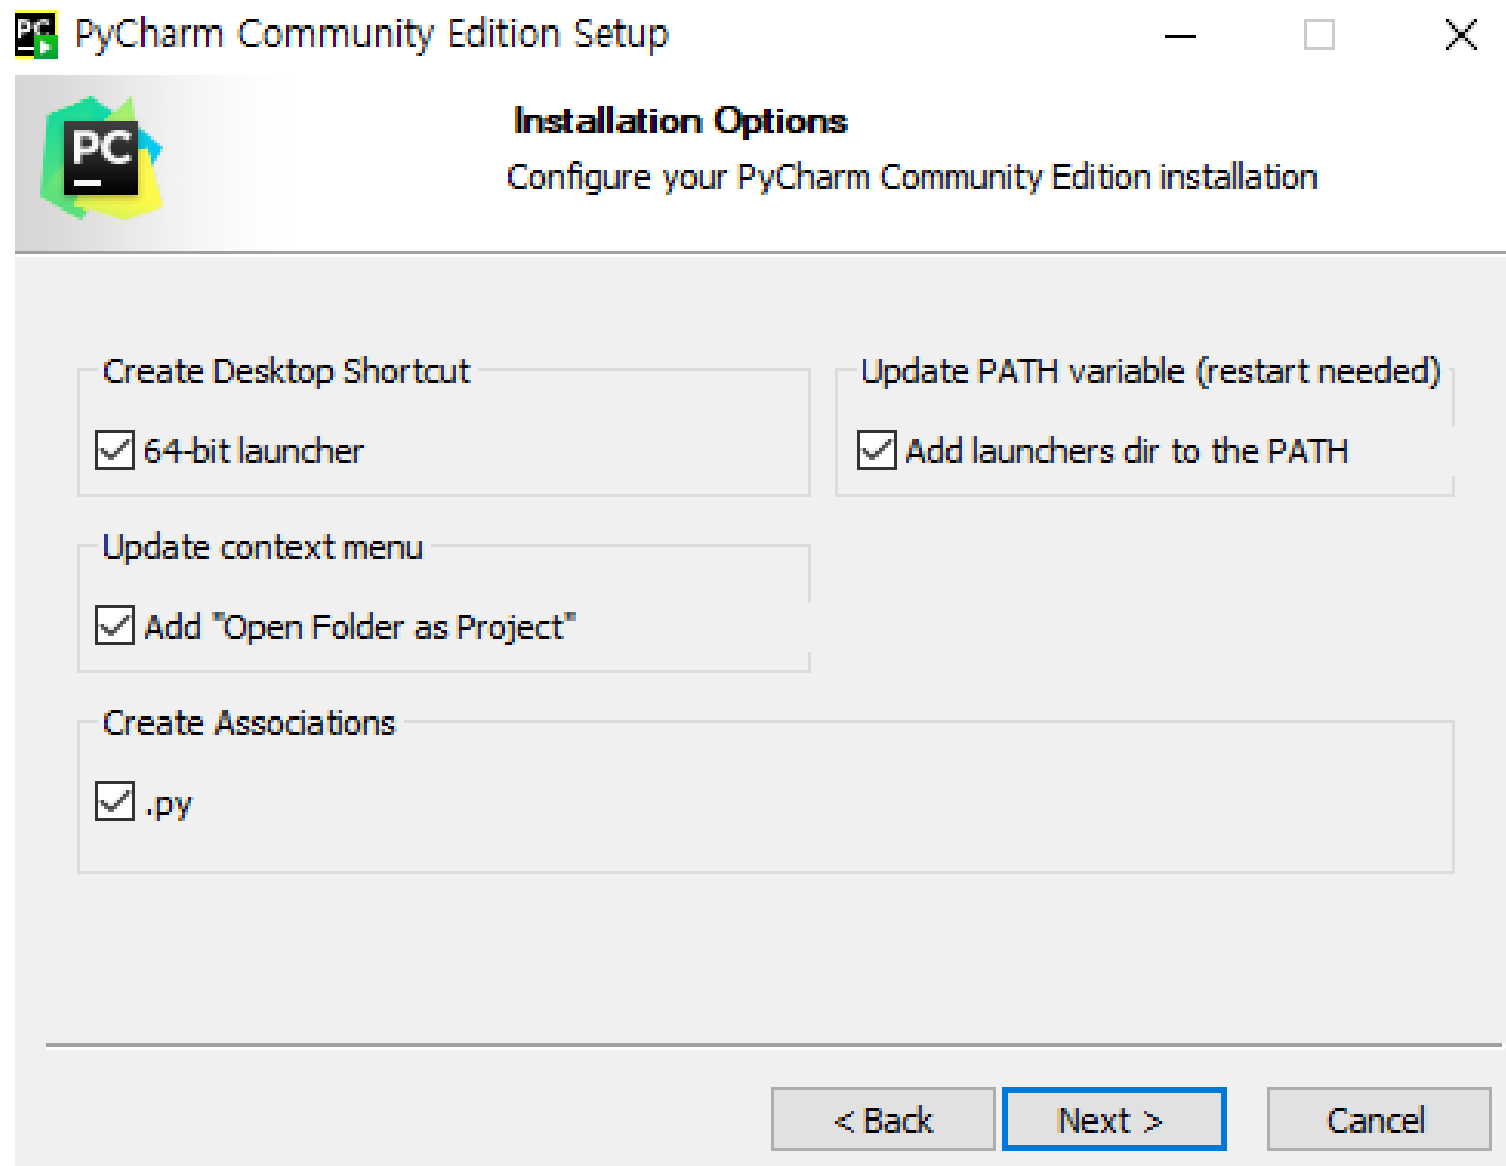 PyCharm Community Edition Setup
PC
Installation Options
Configure your PyCharm Community Edition installation
Create Desktop Shortcut
64-bit launcher
Update PATH variable (restart needed)
Add launchers dir to the PATH
Update context menu
Add "Open Folder as Project"
Create Associations
.py
< Back
Next >
Cancel